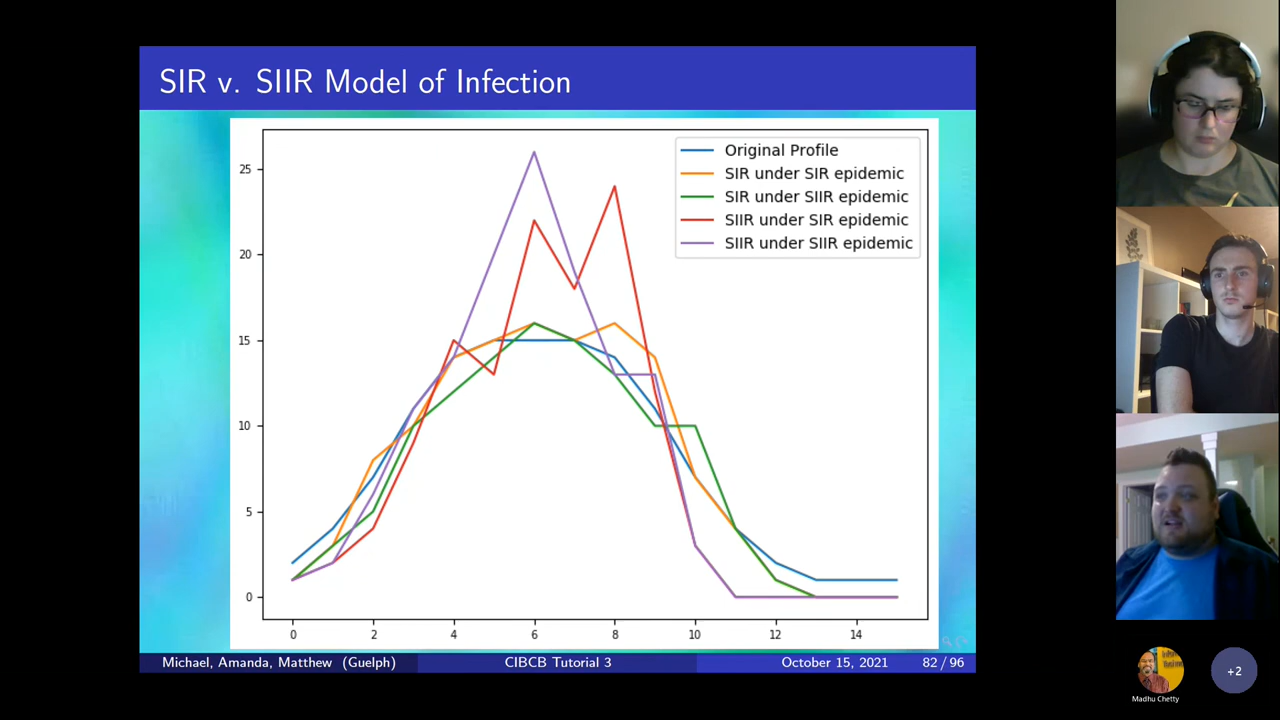 SIR v. SIIR Model of Infection
Original Profile
SIR under SIR epidemic
SIR under SIIR epidemic
SIIR under SIR epidemic
SIIR under SIIR epidemic
25
20
15
10
5
0
0 2 4 6 8 10 12 14
Michael, Amanda, Matthew (Guelph) CIBCB Tutorial 3 October 15, 2021 82 / 96
+2
Madhu Chetty